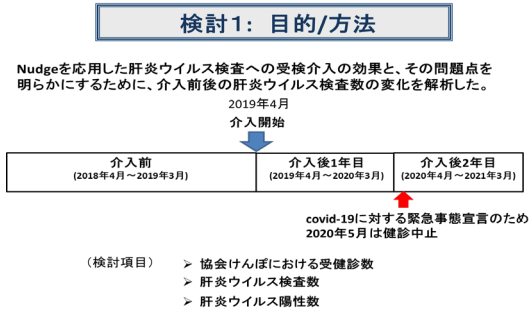 検討1: 目的/方法
Nudgeを応用した肝炎ウイルス検査への受検介入の効果と、その問題点を
明らかにするために、介入前後の肝炎ウイルス検査数の変化を解析した。
2019年4月
介入開始
介入前
(2018年4月～2019年3月)
介入後1年目
(2019年4月～2020年3月)
介入後2年目
(2020年4月～2021年3月)
covid-19に対する緊急事態宣言のため
2020年5月は健診中止
(検討項目) ➢ 協会けんぽにおける受健診数
➢ 肝炎ウイルス検査数
➢ 肝炎ウイルス陽性数